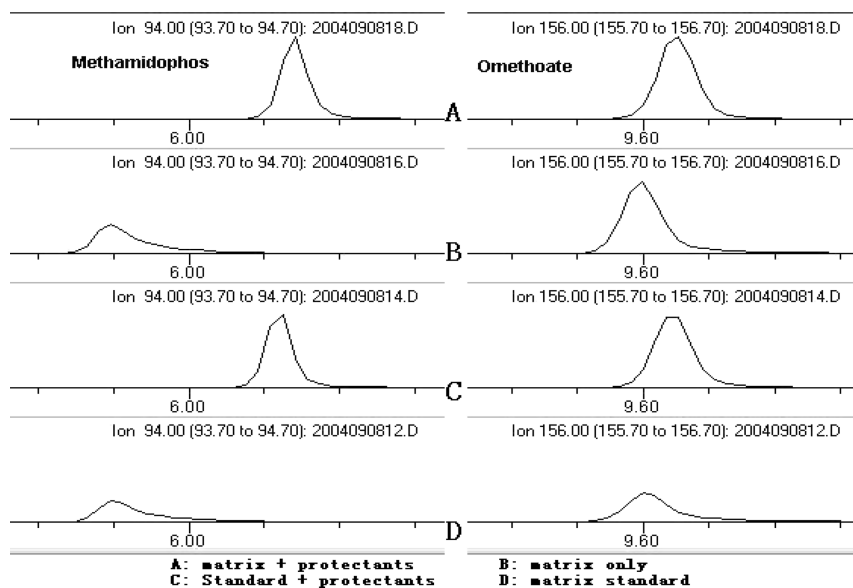 Ion 94.00 (93.70 to 94.70): 2004090818.D
Ion 156.00 (155.70 to 156.70): 2004090818.D
Methamidophos
Omethoate
A
6.00
9.60
Ion 94.00 (93.70 to 94.70): 2004090816.D
Ion 156.00 (155.70 to 156.70): 2004090816.D
B
6.00
9.60
Ion 94.00 (93.70 to 94.70): 2004090814.D
Ion 156.00 (155.70 to 156.70): 2004090814.D
C
6.00
9.60
Ion 94.00 (93.70 to 94.70): 2004090812.D
Ion 156.00 (155.70 to 156.70): 2004090812.D
D
6.00
9.60
A: matrix + protectants
B: matrix only
C: Standard + protectants
D: matrix standard